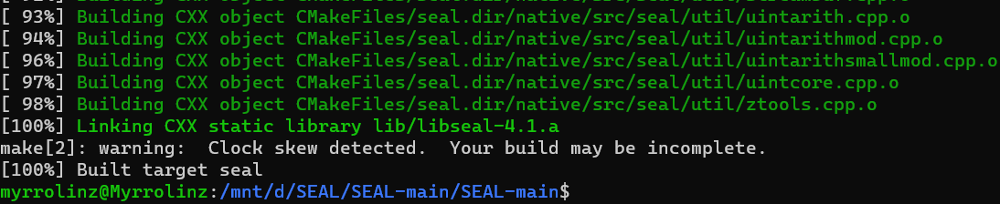 [ 93%] Building CXX object CMakeFiles/seal.dir/native/src/seal/util/uintarith.cpp.o
[ 94%] Building CXX object CMakeFiles/seal.dir/native/src/seal/util/uintarithmod.cpp.o
[ 96%] Building CXX object CMakeFiles/seal.dir/native/src/seal/util/uintarithsmallmod.cpp.o
[ 97%] Building CXX object CMakeFiles/seal.dir/native/src/seal/util/uintcore.cpp.o
[ 98%] Building CXX object CMakeFiles/seal.dir/native/src/seal/util/ztools.cpp.o
[100%] Linking CXX static library lib/libseal-4.1.a
make[2]: warning:  Clock skew detected.  Your build may be incomplete.
[100%] Built target seal
myrrolinz@Myrrolinz:/mnt/d/SEAL/SEAL-main/SEAL-main$